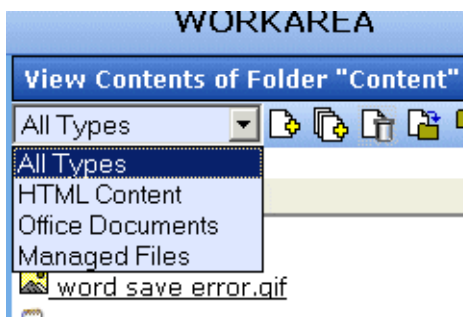 WORKAREA
View Contents of Folder "Content"
All Types
All Types
HTML Content
Office Documents
Managed Files
word save error.gif